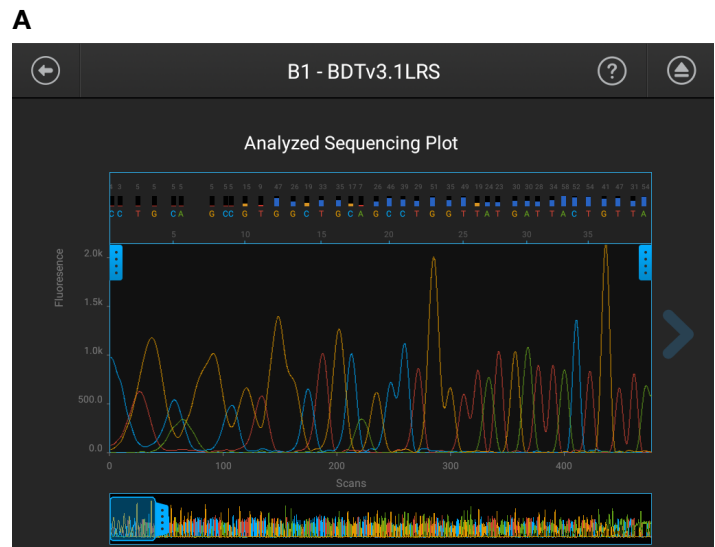 A
B1 - BDTv3.1LRS
?
Analyzed Sequencing Plot
3 5 5 5 5 5 5 5 15 9 47 26 19 33 35 17 7 26 46 39 29 51 35 49 19 24 23 30 30 28 34 58 52 54 41 47 31 54
C C T G C A G C C G T G G C T G C A G C C T G G T T A T G A T T A C T G T T A
5 10 15 20 25 30 35
Fluoresence
2.0k
1.5k
1.0k
500.0
0.0
0 100 200 300 400
Scans